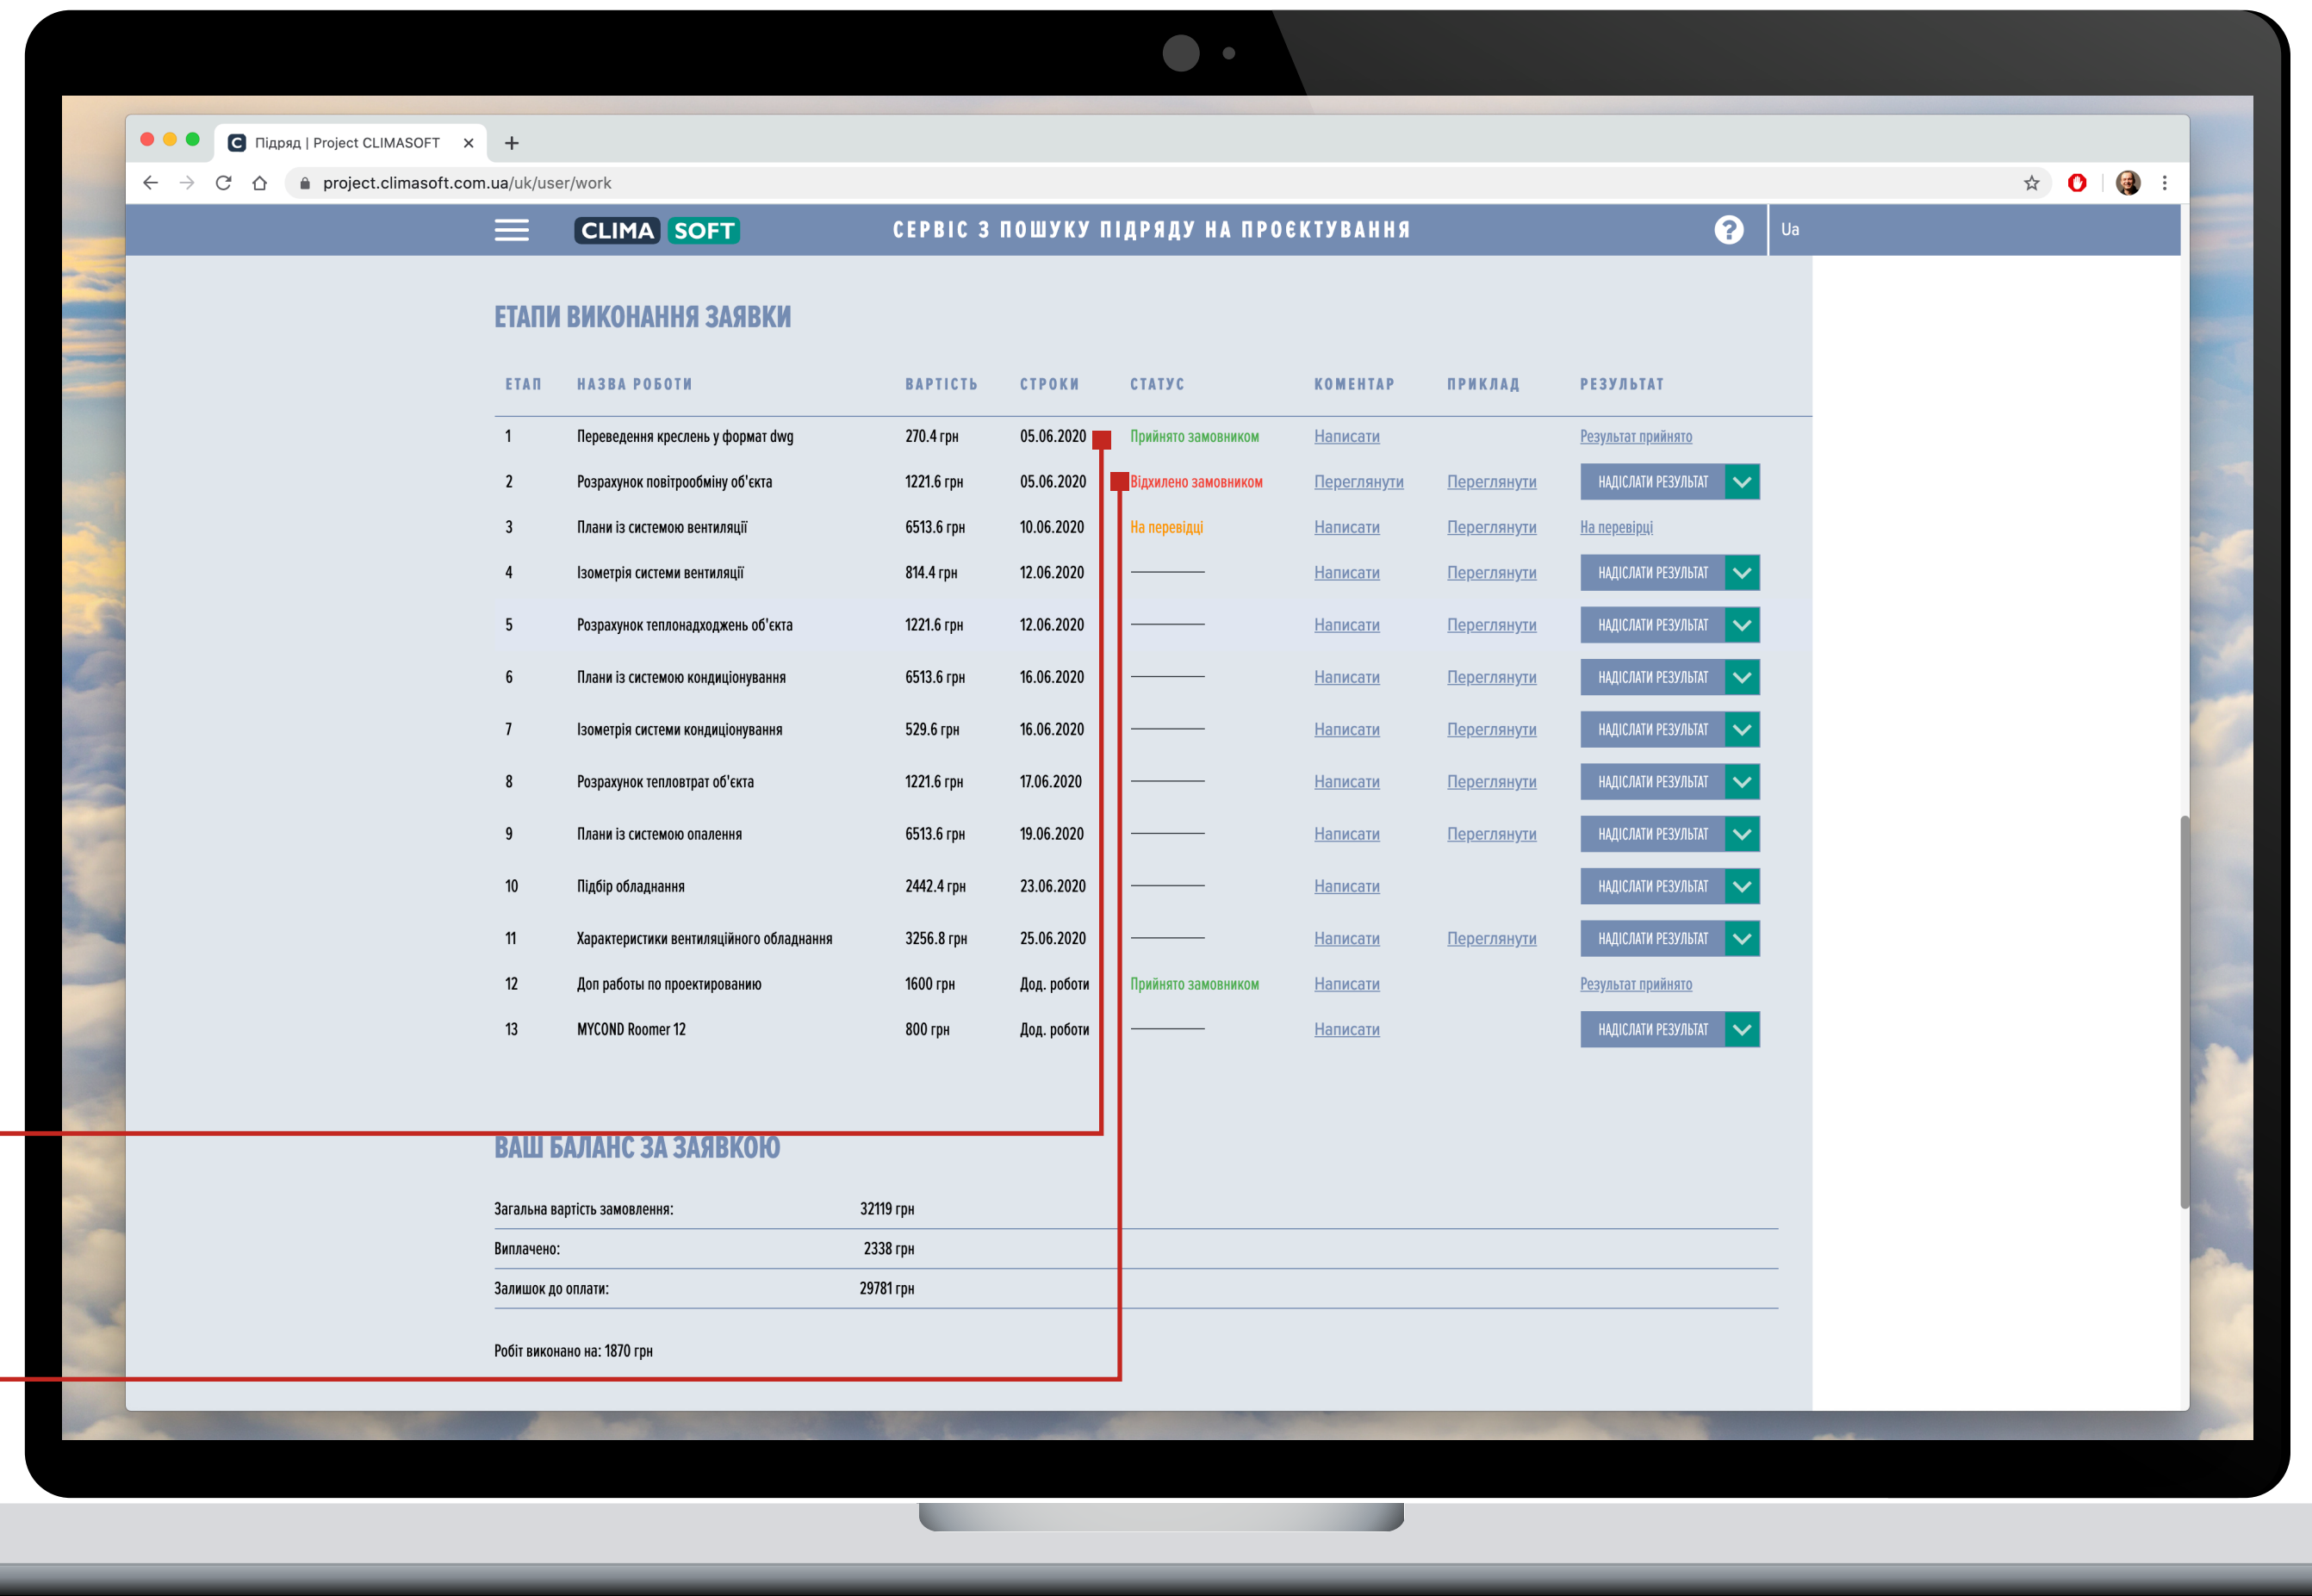 Підряд | Project CLIMASOFT
project.climasoft.com.ua/uk/user/work
CLIMA SOFT СЕРВІС З ПОШУКУ ПІДРЯДУ НА ПРОЄКТУВАННЯ ? Ua
ЕТАПИ ВИКОНАННЯ ЗАЯВКИ
ЕТАП НАЗВА РОБОТИ ВАРТІСТЬ СТРОКИ СТАТУС КОМЕНТАР ПРИКЛАД РЕЗУЛЬТАТ
1 Переведення креслень у формат dwg 270.4 грн 05.06.2020 Прийнято замовником Написати Результат прийнято
2 Розрахунок повітрообміну об'єкта 1221.6 грн 05.06.2020 Відхилено замовником Переглянути Переглянути НАДІСЛАТИ РЕЗУЛЬТАТ
3 Плани із системою вентиляції 6513.6 грн 10.06.2020 На перевідці Написати Переглянути На перевірці
4 Ізометрія системи вентиляції 814.4 грн 12.06.2020 Написати Переглянути НАДІСЛАТИ РЕЗУЛЬТАТ
5 Розрахунок теплонадходжень об'єкта 1221.6 грн 12.06.2020 Написати Переглянути НАДІСЛАТИ РЕЗУЛЬТАТ
6 Плани із системою кондиціонування 6513.6 грн 16.06.2020 Написати Переглянути НАДІСЛАТИ РЕЗУЛЬТАТ
7 Ізометрія системи кондиціонування 529.6 грн 16.06.2020 Написати Переглянути НАДІСЛАТИ РЕЗУЛЬТАТ
8 Розрахунок тепловтрат об'єкта 1221.6 грн 17.06.2020 Написати Переглянути НАДІСЛАТИ РЕЗУЛЬТАТ
9 Плани із системою опалення 6513.6 грн 19.06.2020 Написати Переглянути НАДІСЛАТИ РЕЗУЛЬТАТ
10 Підбір обладнання 2442.4 грн 23.06.2020 Написати НАДІСЛАТИ РЕЗУЛЬТАТ
11 Характеристики вентиляційного обладнання 3256.8 грн 25.06.2020 Написати Переглянути НАДІСЛАТИ РЕЗУЛЬТАТ
12 Доп работы по проектированию 1600 грн Дод. роботи Прийнято замовником Написати Результат прийнято
13 MYCOND Roomer 12 800 грн Дод. роботи Написати НАДІСЛАТИ РЕЗУЛЬТАТ
ВАШ БАЛАНС ЗА ЗАЯВКОЮ
Загальна вартість замовлення: 32119 грн
Виплачено: 2338 грн
Залишок до оплати: 29781 грн
Робіт виконано на: 1870 грн